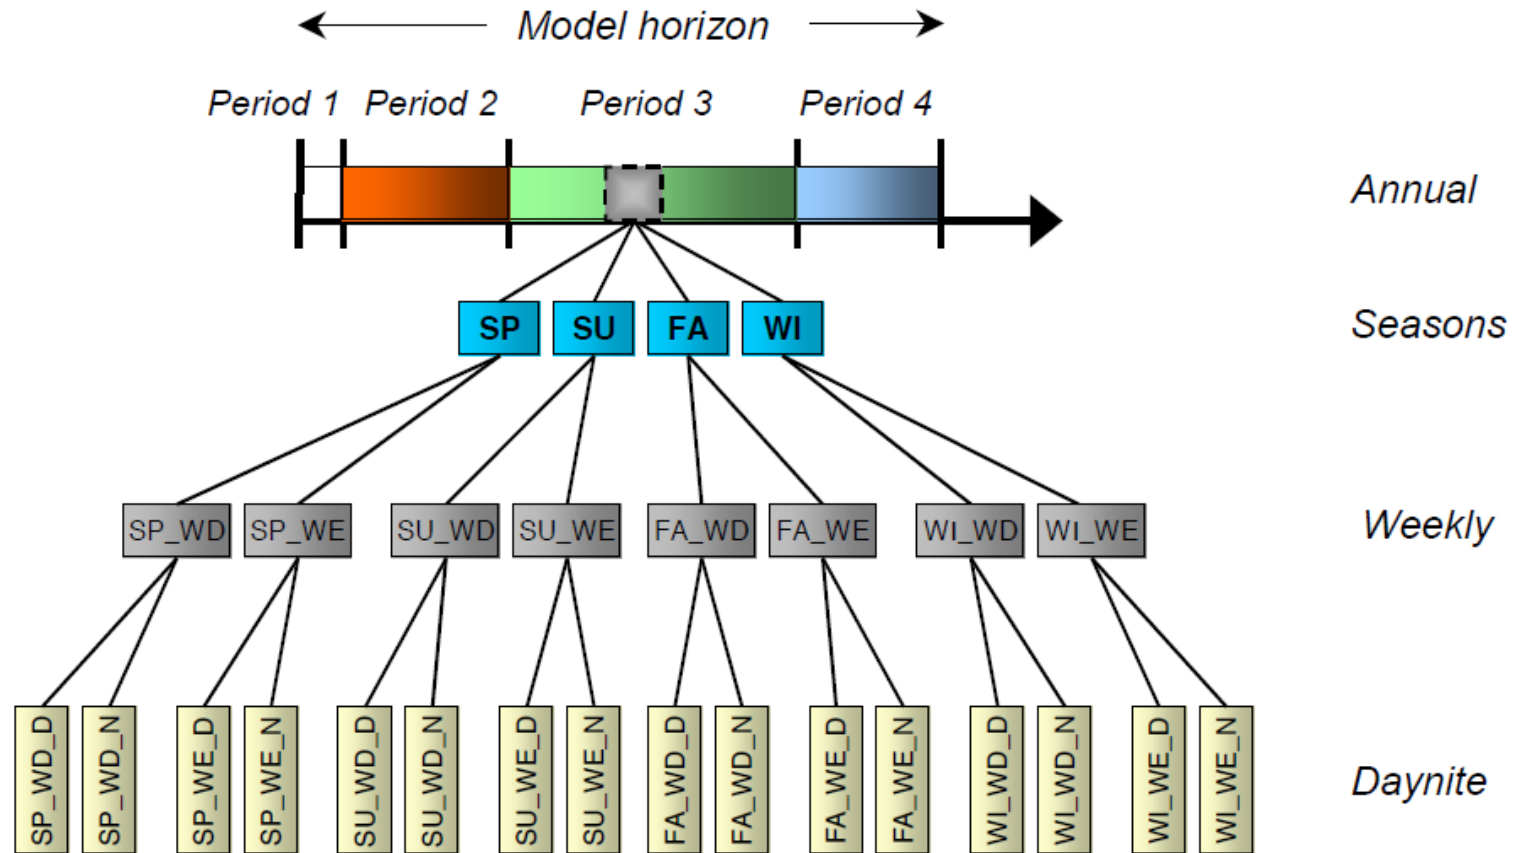 Model horizon
Period 1 Period 2 Period 3 Period 4
Annual
SP SU FA WI
Seasons
SP_WD SP_WE SU_WD SU_WE FA_WD FA_WE WI_WD WI_WE
Weekly
SP_WD_D SP_WD_N SP_WE_D SP_WE_N SU_WD_D SU_WD_N SU_WE_D SU_WE_N FA_WD_D FA_WD_N FA_WE_D FA_WE_N WI_WD_D WI_WD_N WI_WE_D WI_WE_N
Daynite